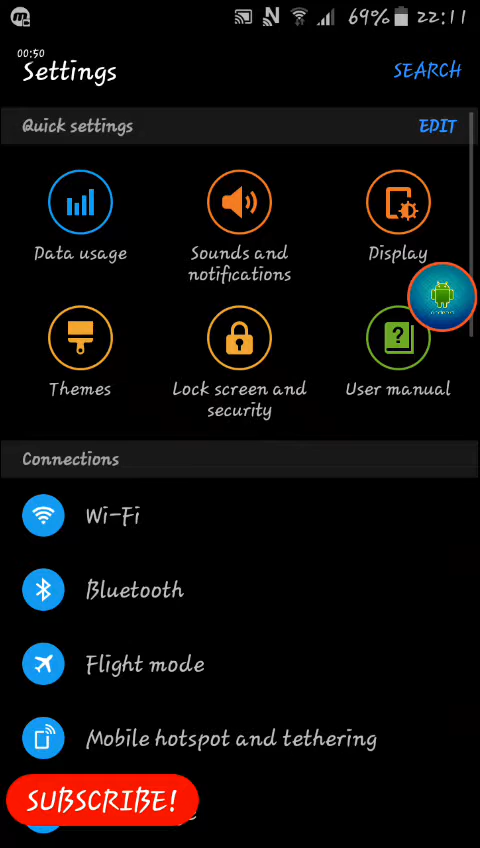 69% 22:11
00:50
Settings
SEARCH
Quick settings
EDIT
Data usage
Sounds and
notifications
Display
android
Themes
Lock screen and
security
User manual
Connections
Wi-Fi
Bluetooth
Flight mode
Mobile hotspot and tethering
SUBSCRIBE!